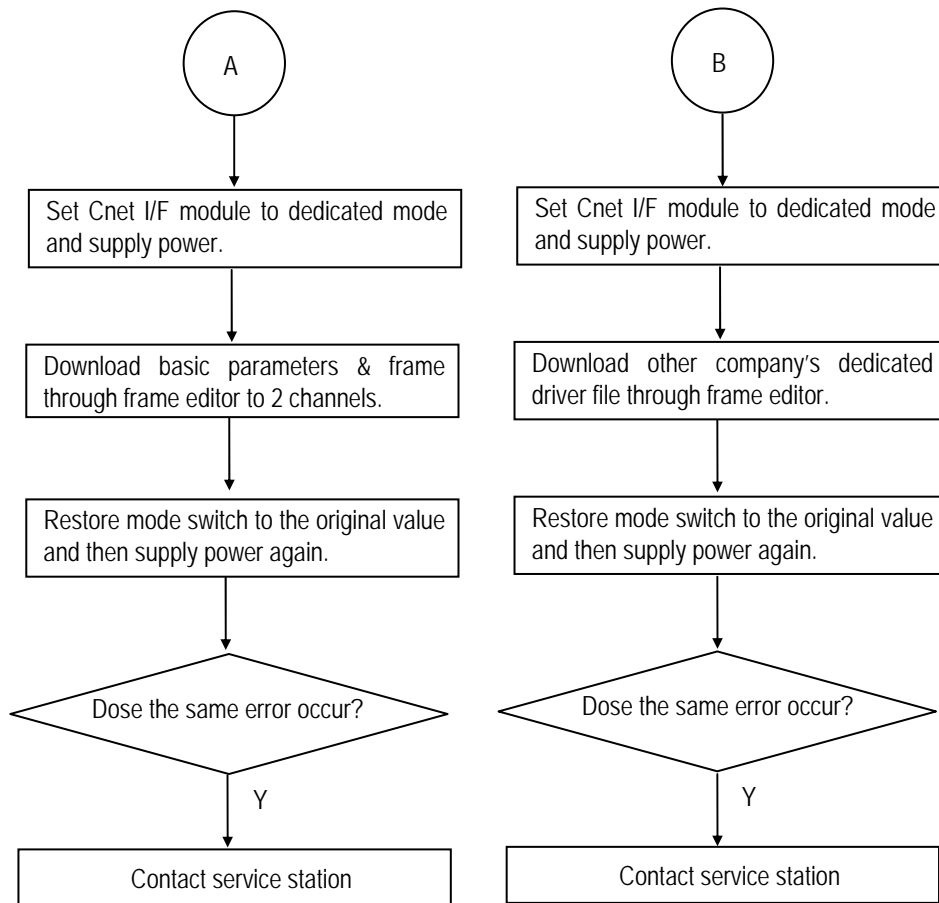 A
Set Cnet I/F module to dedicated mode
and supply power.
Download basic parameters & frame
through frame editor to 2 channels.
Restore mode switch to the original value
and then supply power again.
Dose the same error occur?
Y
Contact service station
B
Set Cnet I/F module to dedicated mode
and supply power.
Download other company's dedicated
driver file through frame editor.
Restore mode switch to the original value
and then supply power again.
Dose the same error occur?
Y
Contact service station